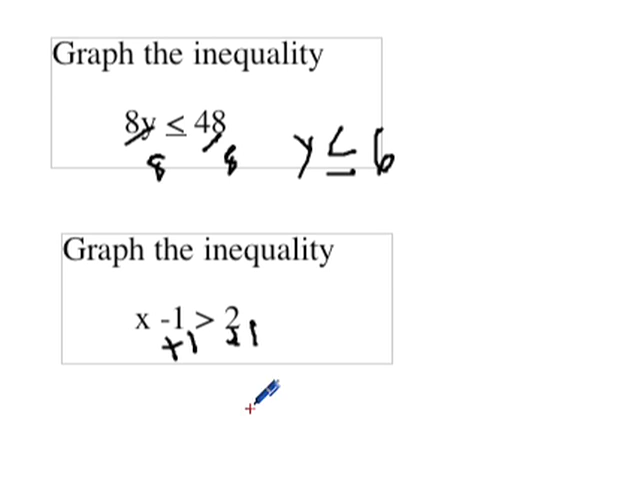 Graph the inequality
8y ≤ 48
8 8 y ≤ 6
Graph the inequality
x -1 > 2
+1 +1